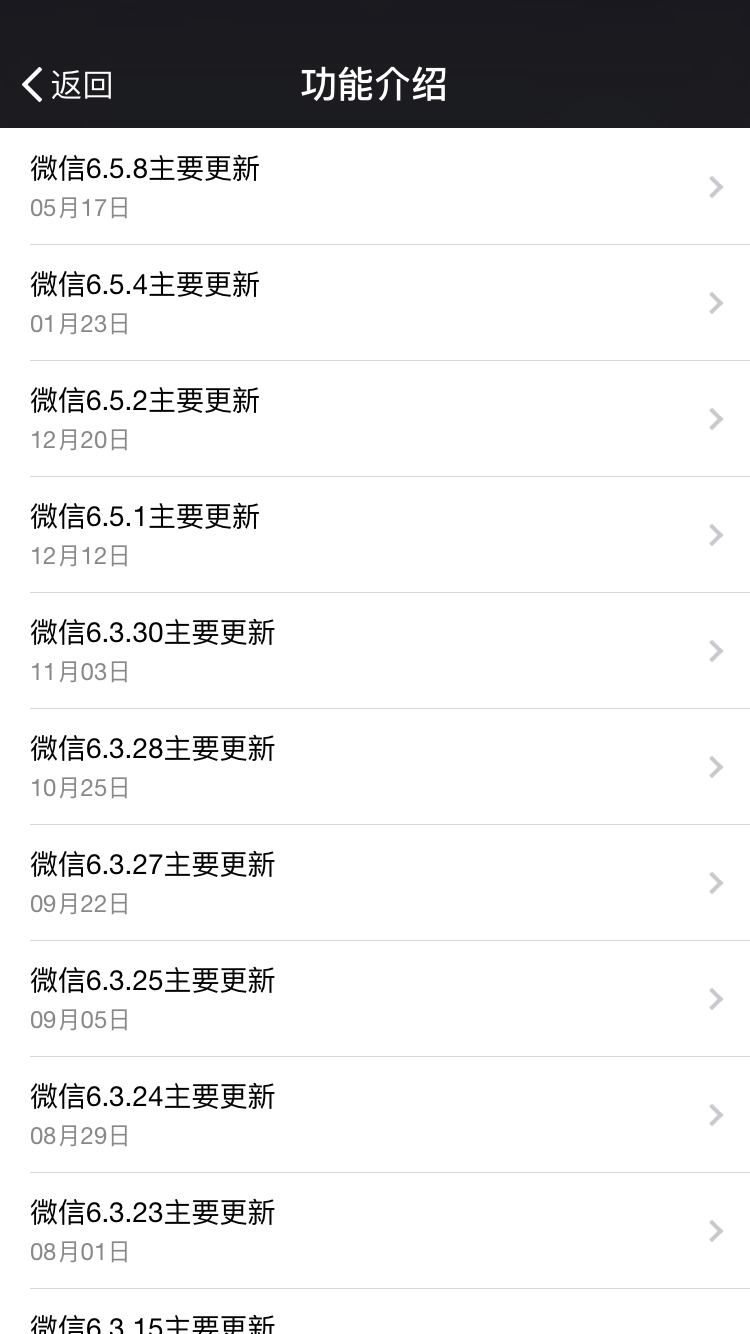 返回
功能介绍
微信6.5.8主要更新
05月17日
微信6.5.4主要更新
01月23日
微信6.5.2主要更新
12月20日
微信6.5.1主要更新
12月12日
微信6.3.30主要更新
11月03日
微信6.3.28主要更新
10月25日
微信6.3.27主要更新
09月22日
微信6.3.25主要更新
09月05日
微信6.3.24主要更新
08月29日
微信6.3.23主要更新
08月01日
微信6.3.15主要更新